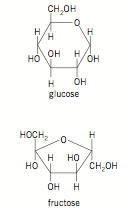 CH₂OH
H O H
H
HO OH H OH
H OH
glucose
HOCH₂ O H
HO H HO CH₂OH
OH H
fructose